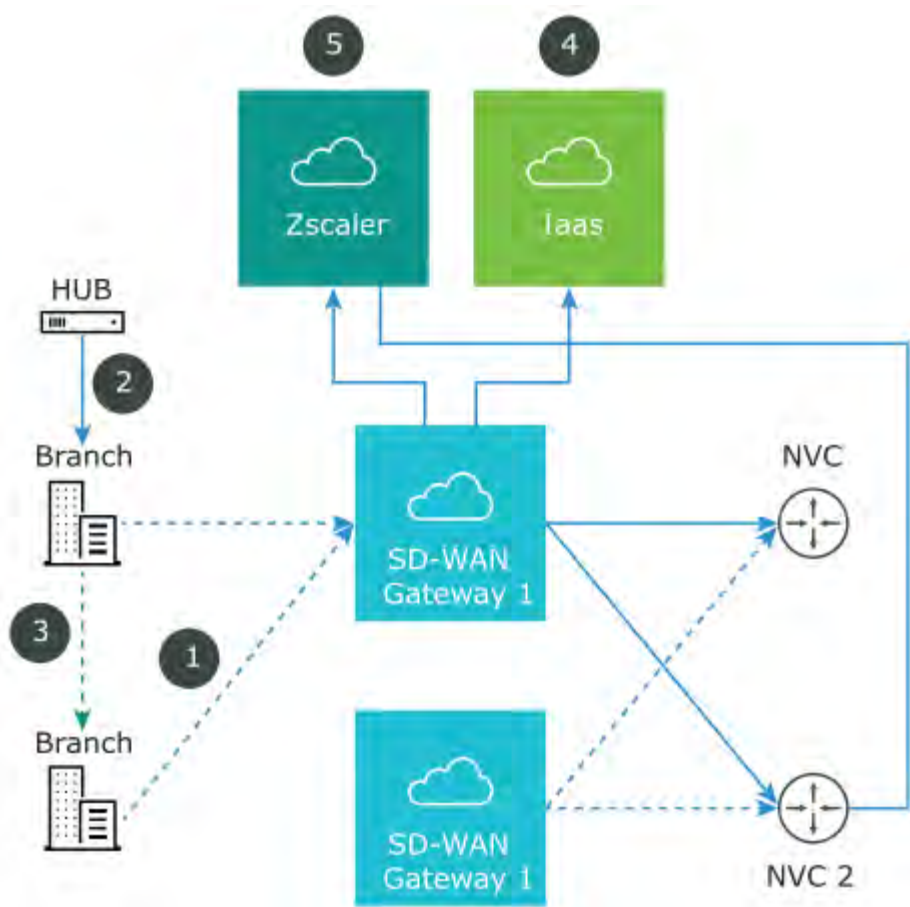 5
4
Zscaler
Iaas
HUB
2
Branch
NVC
SD-WAN
Gateway 1
3
1
Branch
SD-WAN
Gateway 1
NVC 2